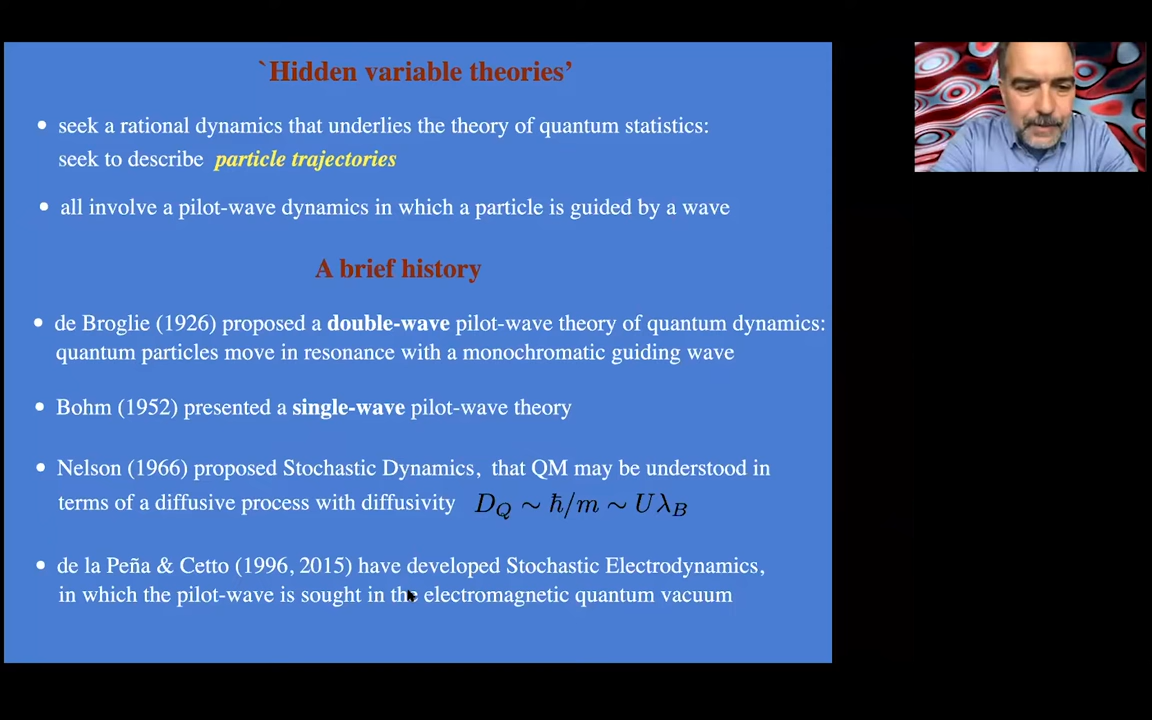 `Hidden variable theories’
• seek a rational dynamics that underlies the theory of quantum statistics:
seek to describe particle trajectories
• all involve a pilot-wave dynamics in which a particle is guided by a wave
A brief history
• de Broglie (1926) proposed a double-wave pilot-wave theory of quantum dynamics:
quantum particles move in resonance with a monochromatic guiding wave
• Bohm (1952) presented a single-wave pilot-wave theory
• Nelson (1966) proposed Stochastic Dynamics, that QM may be understood in
terms of a diffusive process with diffusivity D_Q ∼ ħ/m ∼ Uλ_B
• de la Peña & Cetto (1996, 2015) have developed Stochastic Electrodynamics,
in which the pilot-wave is sought in the electromagnetic quantum vacuum